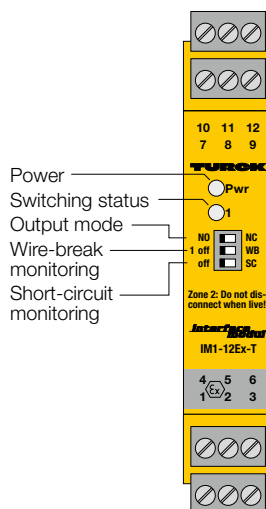 10 11 12
7 8 9
TURCK
Power
Pwr
Switching status
1
Output mode
NO NC
Wire-break
monitoring
1 off WB
Short-circuit
monitoring
off SC
Zone 2: Do not dis-
connect when live!
Interface
Modul
IM1-12Ex-T
4 5 6
Ex
1 2 3